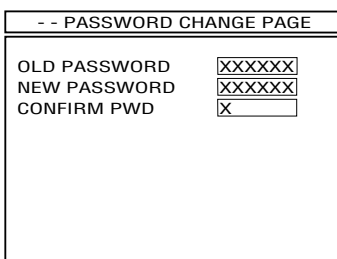 - - PASSWORD CHANGE PAGE
OLD PASSWORD XXXXXX
NEW PASSWORD XXXXXX
CONFIRM PWD X